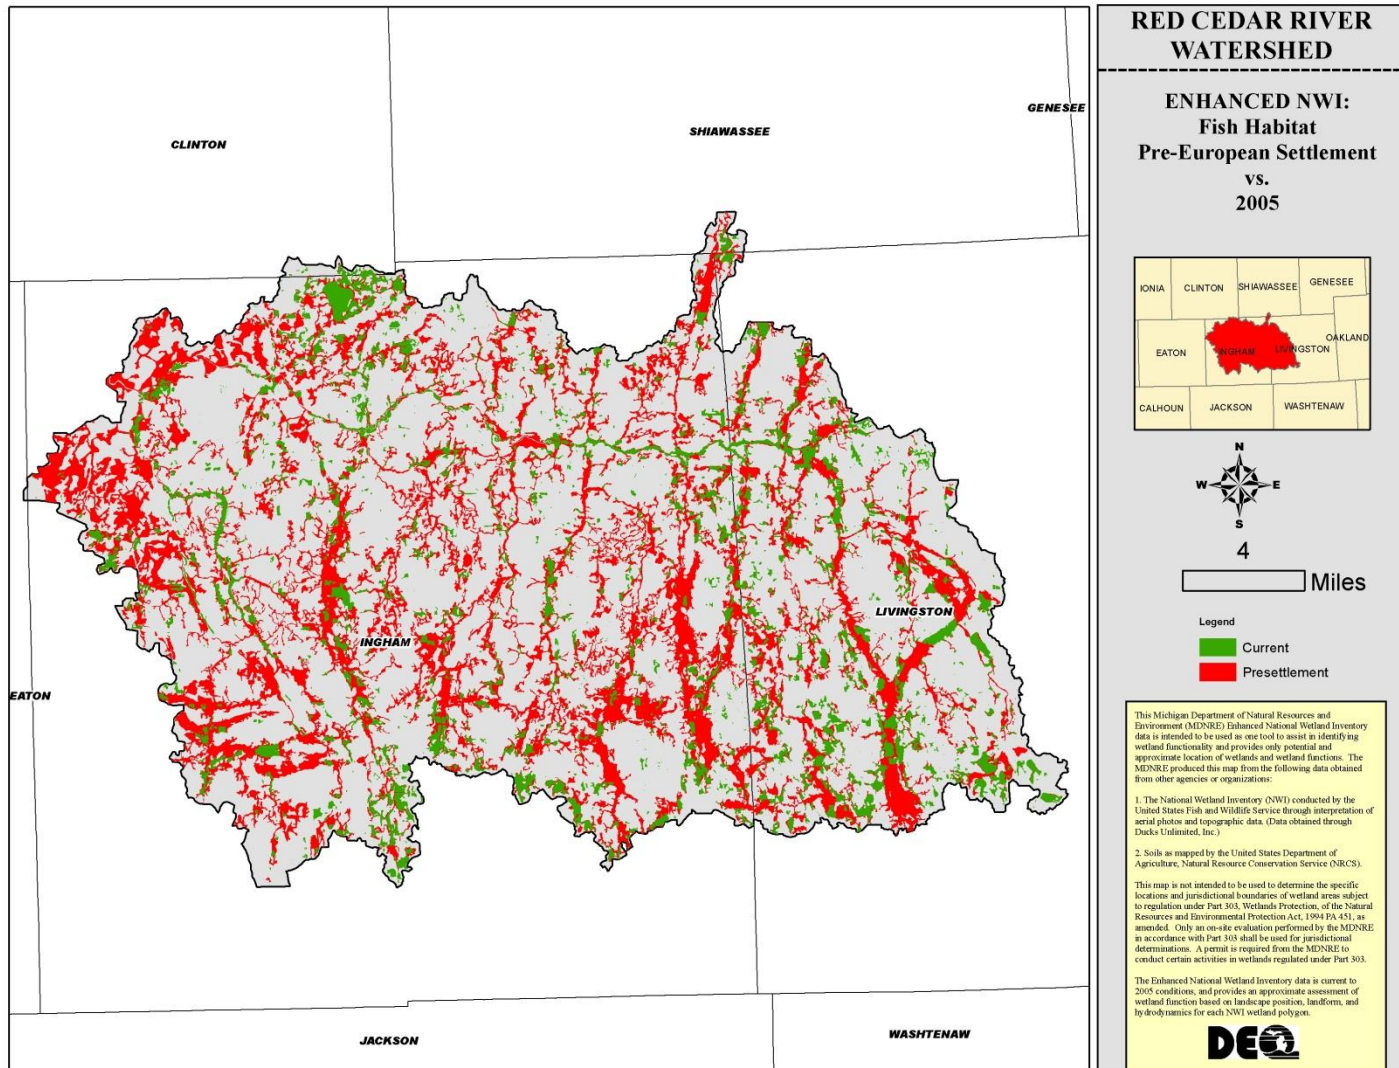 RED CEDAR RIVER
WATERSHED
ENHANCED NWI:
Fish Habitat
Pre-European Settlement
vs.
2005
GENESEE
SHIAWASSEE
CLINTON
INGHAM
LIVINGSTON
EATON
JACKSON
WASHTENAW
IONIA
CLINTON
SHIAWASSEE
GENESEE
EATON
INGHAM
LIVINGSTON
OAKLAND
CALHOUN
JACKSON
WASHTENAW
N
W
E
S
4
Miles
Legend
Current
Presettlement
This Michigan Department of Natural Resources and
Environment (MDNRE) Enhanced National Wetland Inventory
data is intended to be used as one tool to assist in identifying
wetland functionality and provides only potential and
approximate location of wetlands and wetland functions. The
MDNRE produced this map from the following data obtained
from other agencies or organizations:
1. The National Wetland Inventory (NWI) conducted by the
United States Fish and Wildlife Service through interpretation of
aerial photos and topographic data. (Data obtained through
Ducks Unlimited, Inc.)
2. Soils as mapped by the United States Department of
Agriculture, Natural Resource Conservation Service (NRCS).
This map is not intended to be used to determine the specific
locations and jurisdictional boundaries of wetland areas subject
to regulation under Part 303, Wetlands Protection, of the Natural
Resources and Environmental Protection Act, 1994 PA 451, as
amended. Only an on-site evaluation performed by the MDNRE
in accordance with Part 303 shall be used for jurisdictional
determinations. A permit is required from the MDNRE to
conduct certain activities in wetlands regulated under Part 303.
The Enhanced National Wetland Inventory data is current to
2005 conditions, and provides an approximate assessment of
wetland function based on landscape position, landform, and
hydrodynamics for each NWI wetland polygon.
DEQ